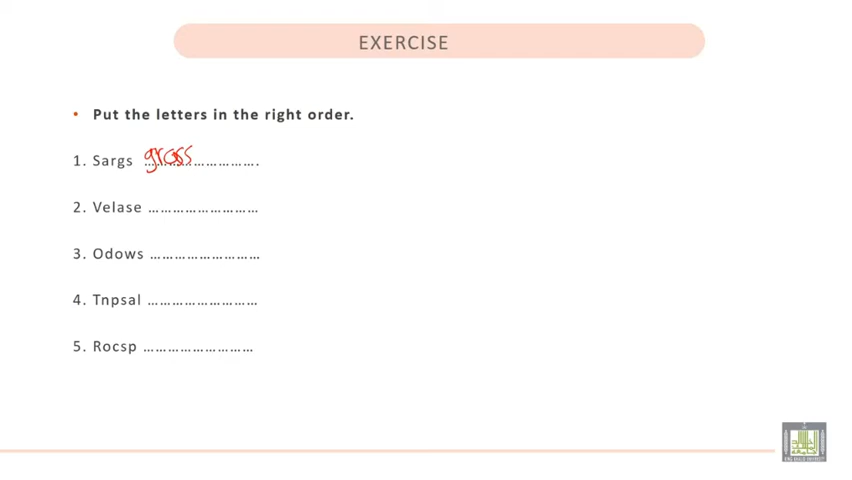 EXERCISE
• Put the letters in the right order.
1. Sargs grass ……………………….
2. Velase ………………………
3. Odows ………………………
4. Tnpsal ………………………
5. Rocsp ………………………